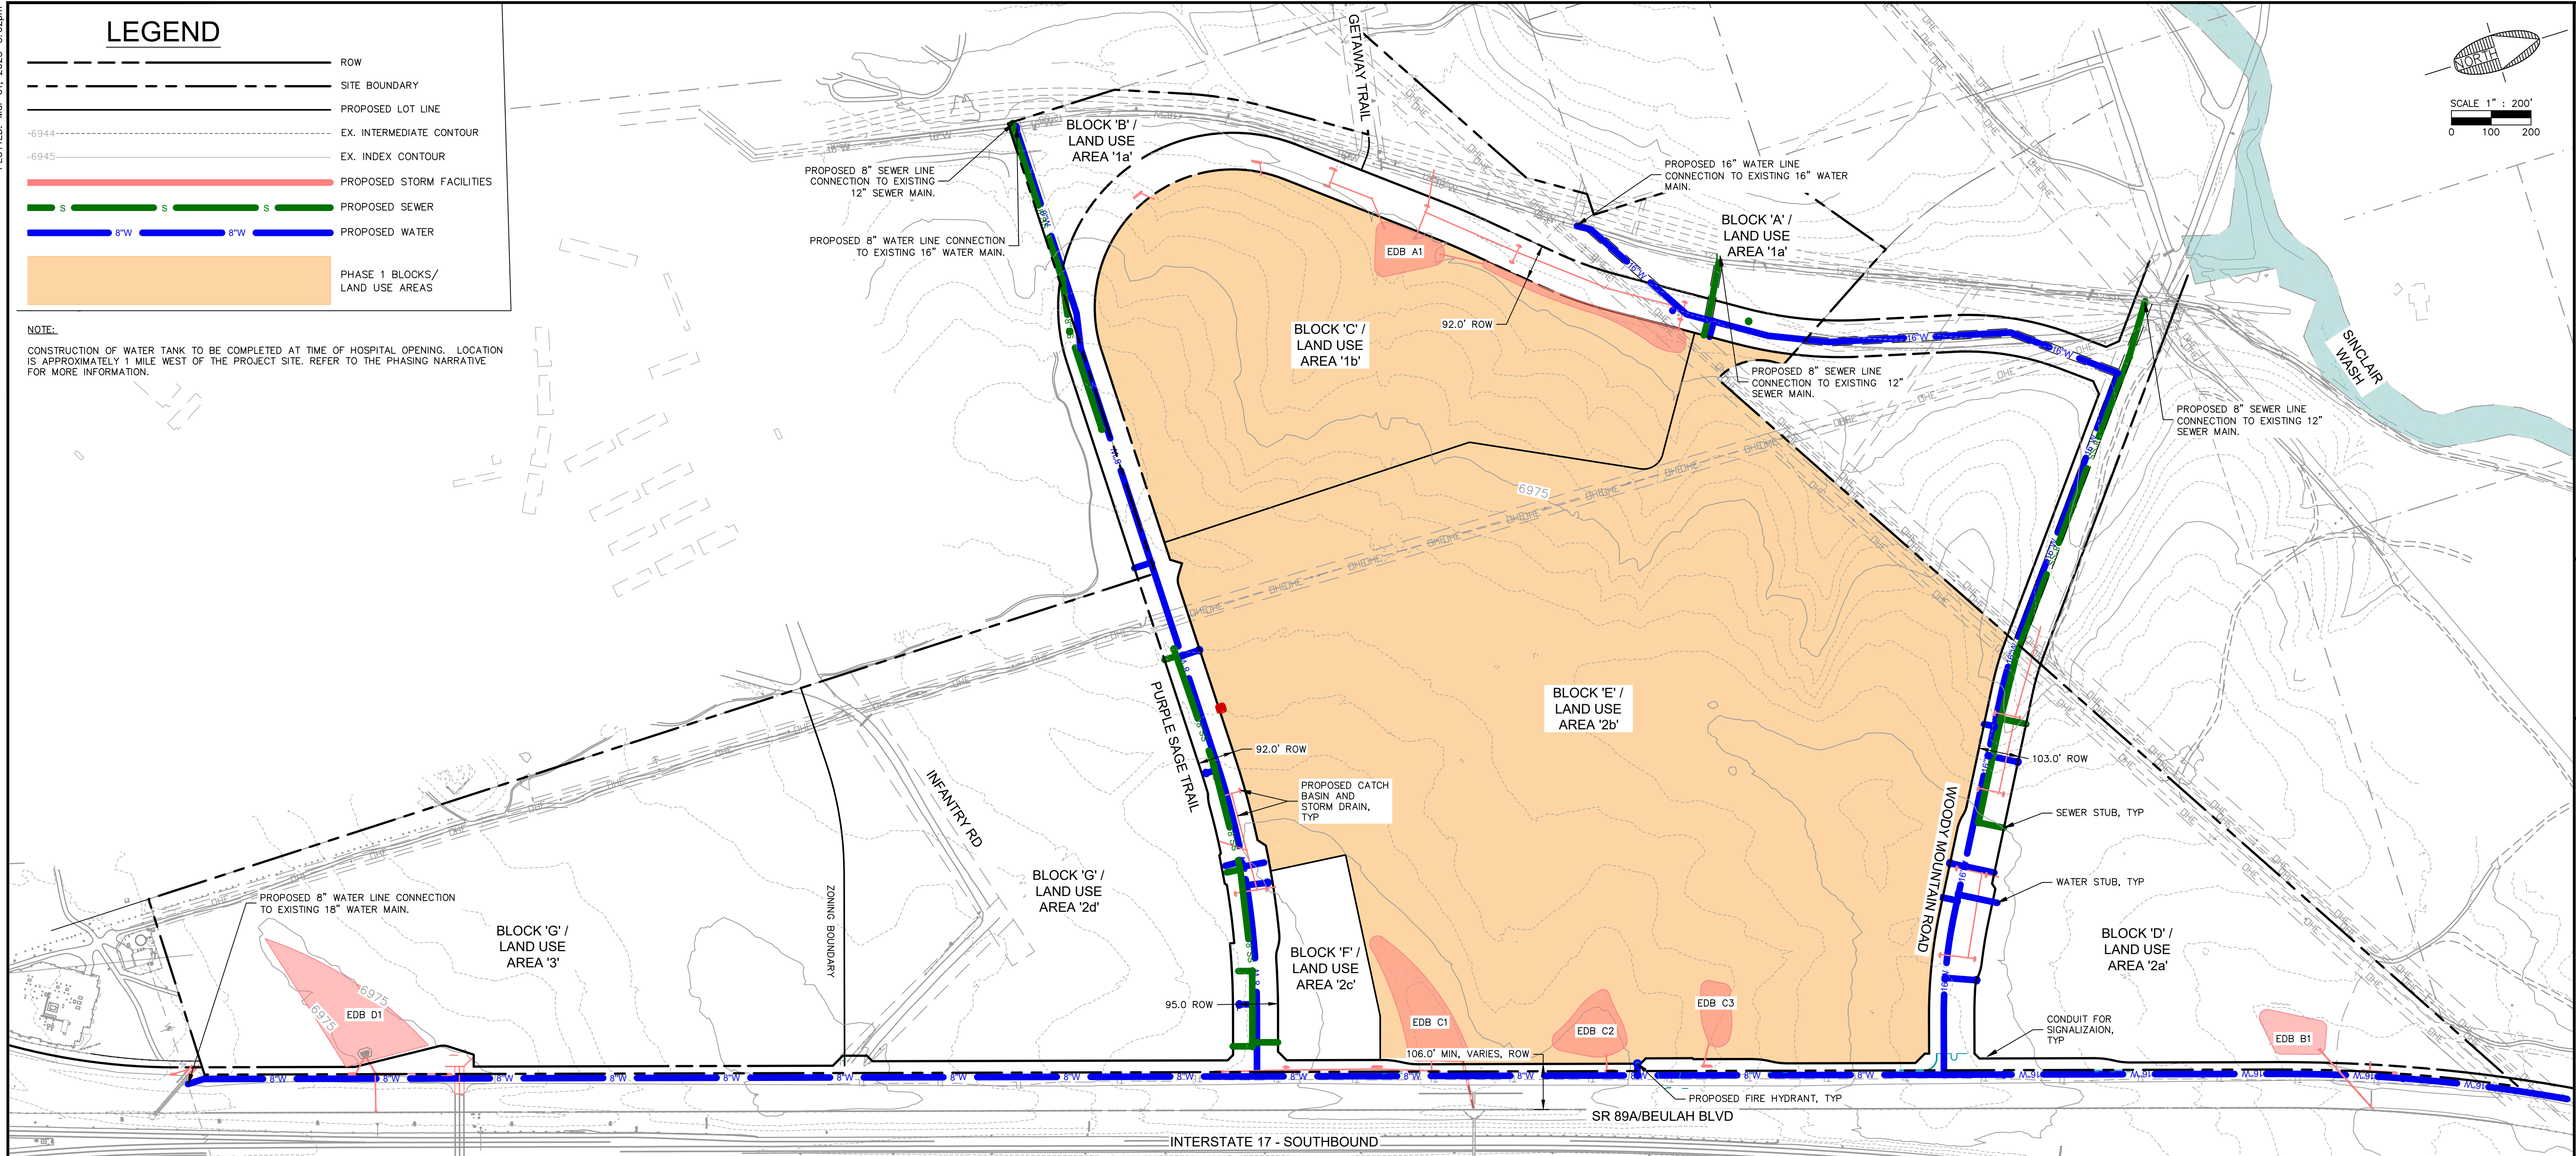 LEGEND
ROW
SITE BOUNDARY
PROPOSED LOT LINE
6944
EX. INTERMEDIATE CONTOUR
6945
EX. INDEX CONTOUR
PROPOSED STORM FACILITIES
S S S
PROPOSED SEWER
8"W 8"W
PROPOSED WATER
PHASE 1 BLOCKS/
LAND USE AREAS
NOTE:
CONSTRUCTION OF WATER TANK TO BE COMPLETED AT TIME OF HOSPITAL OPENING. LOCATION
IS APPROXIMATELY 1 MILE WEST OF THE PROJECT SITE. REFER TO THE PHASING NARRATIVE
FOR MORE INFORMATION.
NORTH
SCALE 1" : 200'
0 100 200
GETAWAY TRAIL
BLOCK 'B' /
LAND USE
AREA '1a'
PROPOSED 8" SEWER LINE
CONNECTION TO EXISTING
12" SEWER MAIN.
PROPOSED 8" WATER LINE CONNECTION
TO EXISTING 16" WATER MAIN.
PROPOSED 16" WATER LINE
CONNECTION TO EXISTING 16" WATER
MAIN.
BLOCK 'A' /
LAND USE
AREA '1a'
EDB A1
92.0' ROW
BLOCK 'C' /
LAND USE
AREA '1b'
PROPOSED 8" SEWER LINE
CONNECTION TO EXISTING 12"
SEWER MAIN.
SINCLAIR
WASH
PROPOSED 8" SEWER LINE
CONNECTION TO EXISTING 12"
SEWER MAIN.
6975
BLOCK 'E' /
LAND USE
AREA '2b'
PURPLE SAGE TRAIL
92.0' ROW
PROPOSED CATCH
BASIN AND
STORM DRAIN,
TYP
INFANTRY RD
103.0' ROW
WOODY MOUNTAIN ROAD
SEWER STUB, TYP
WATER STUB, TYP
BLOCK 'G' /
LAND USE
AREA '2d'
ZONING BOUNDARY
PROPOSED 8" WATER LINE CONNECTION
TO EXISTING 18" WATER MAIN.
BLOCK 'G' /
LAND USE
AREA '3'
BLOCK 'F' /
LAND USE
AREA '2c'
BLOCK 'D' /
LAND USE
AREA '2a'
6975
6975
EDB D1
95.0 ROW
EDB C1
EDB C2
EDB C3
CONDUIT FOR
SIGNALIZAION,
TYP
EDB B1
106.0' MIN, VARIES, ROW
PROPOSED FIRE HYDRANT, TYP
SR 89A/BEULAH BLVD
INTERSTATE 17 - SOUTHBOUND